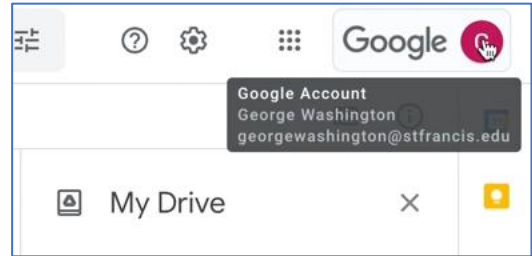 Google G
Google Account
George Washington
georgewashington@stfrancis.edu
My Drive